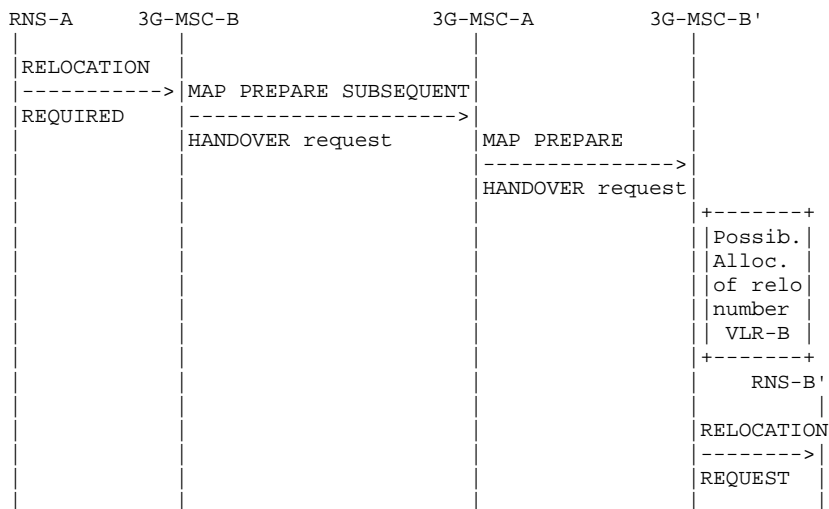 RNS-A 3G-MSC-B 3G-MSC-A 3G-MSC-B'
RELOCATION
MAP PREPARE SUBSEQUENT
REQUIRED
HANDOVER request MAP PREPARE
HANDOVER request
Possib.
Alloc.
of relo
number
VLR-B
RNS-B'
RELOCATION
REQUEST